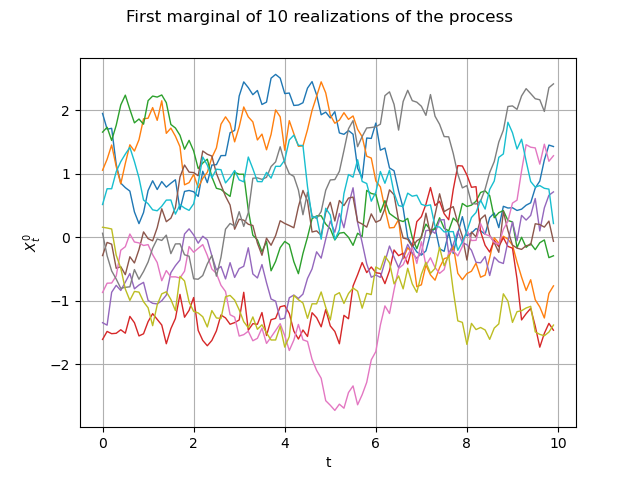 First marginal of 10 realizations of the process
X_t^0
2
1
0
−1
−2
0 2 4 6 8 10
t